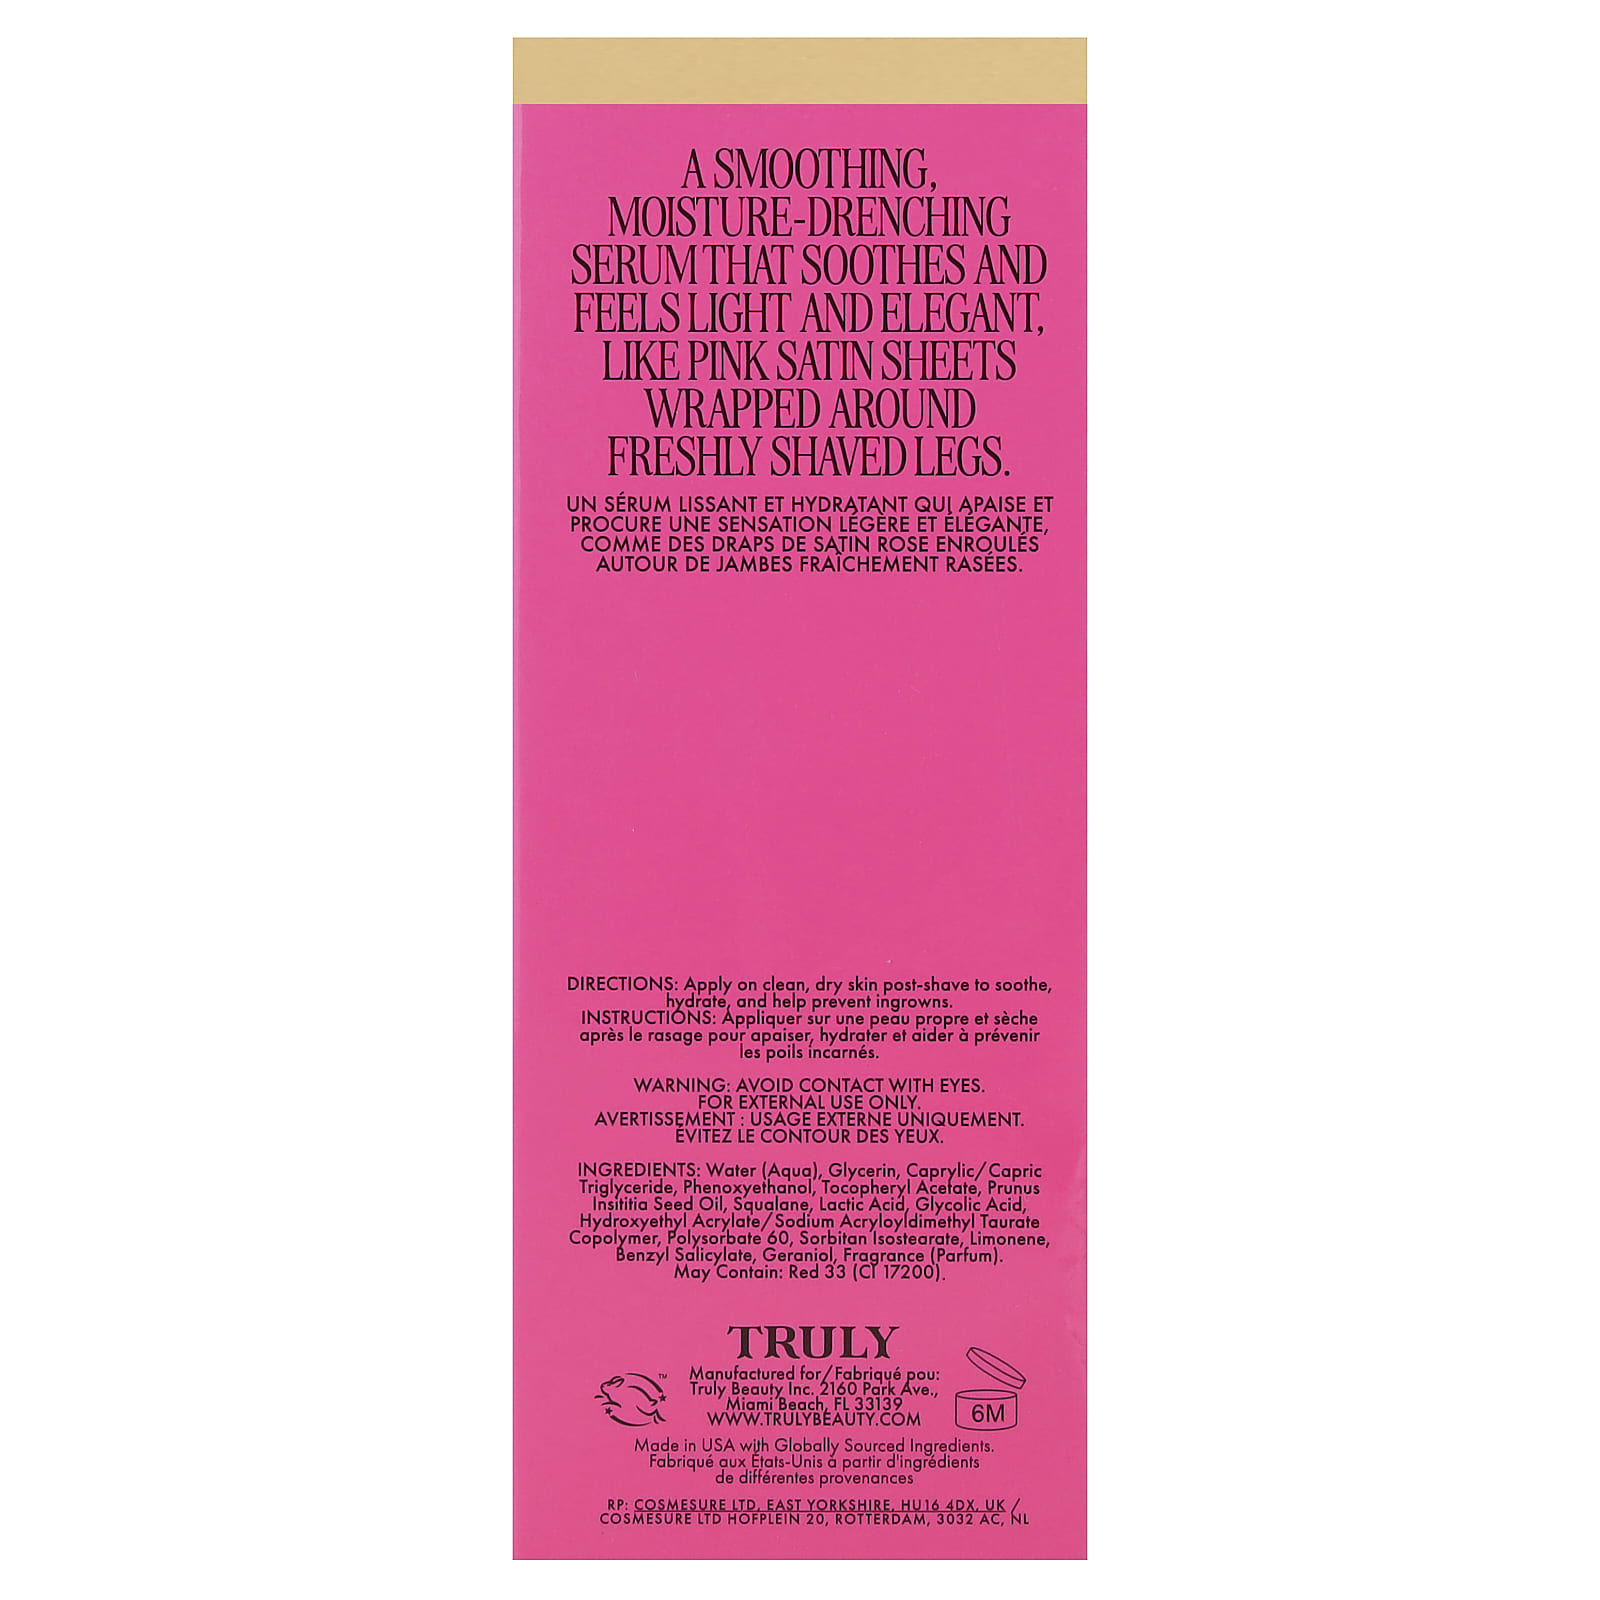 A SMOOTHING,
MOISTURE-DRENCHING
SERUM THAT SOOTHES AND
FEELS LIGHT AND ELEGANT,
LIKE PINK SATIN SHEETS
WRAPPED AROUND
FRESHLY SHAVED LEGS.
UN SÉRUM LISSANT ET HYDRATANT QUI APAISE ET
PROCURE UNE SENSATION LÉGÈRE ET ÉLÉGANTE,
COMME DES DRAPS DE SATIN ROSE ENROULÉS
AUTOUR DE JAMBES FRAÎCHEMENT RASÉES.
DIRECTIONS: Apply on clean, dry skin post-shave to soothe,
hydrate, and help prevent ingrowns.
INSTRUCTIONS: Appliquer sur une peau propre et sèche
après le rasage pour apaiser, hydrater et aider à prévenir
les poils incarnés.
WARNING: AVOID CONTACT WITH EYES.
FOR EXTERNAL USE ONLY.
AVERTISSEMENT : USAGE EXTERNE UNIQUEMENT.
ÉVITEZ LE CONTOUR DES YEUX.
INGREDIENTS: Water (Aqua), Glycerin, Caprylic/Capric
Triglyceride, Phenoxyethanol, Tocopheryl Acetate, Prunus
Insititia Seed Oil, Squalane, Lactic Acid, Glycolic Acid,
Hydroxyethyl Acrylate/Sodium Acryloyldimethyl Taurate
Copolymer, Polysorbate 60, Sorbitan Isostearate, Limonene,
Benzyl Salicylate, Geraniol, Fragrance (Parfum).
May Contain: Red 33 (CI 17200).
TRULY
Manufactured for/Fabriqué pou:
Truly Beauty Inc. 2160 Park Ave.,
Miami Beach, FL 33139
WWW.TRULYBEAUTY.COM
TM
6M
Made in USA with Globally Sourced Ingredients.
Fabriqué aux États-Unis à partir d'ingrédients
de différentes provenances
RP: COSMESURE LTD, EAST YORKSHIRE, HU16 4DX, UK /
COSMESURE LTD HOFPLEIN 20, ROTTERDAM, 3032 AC, NL